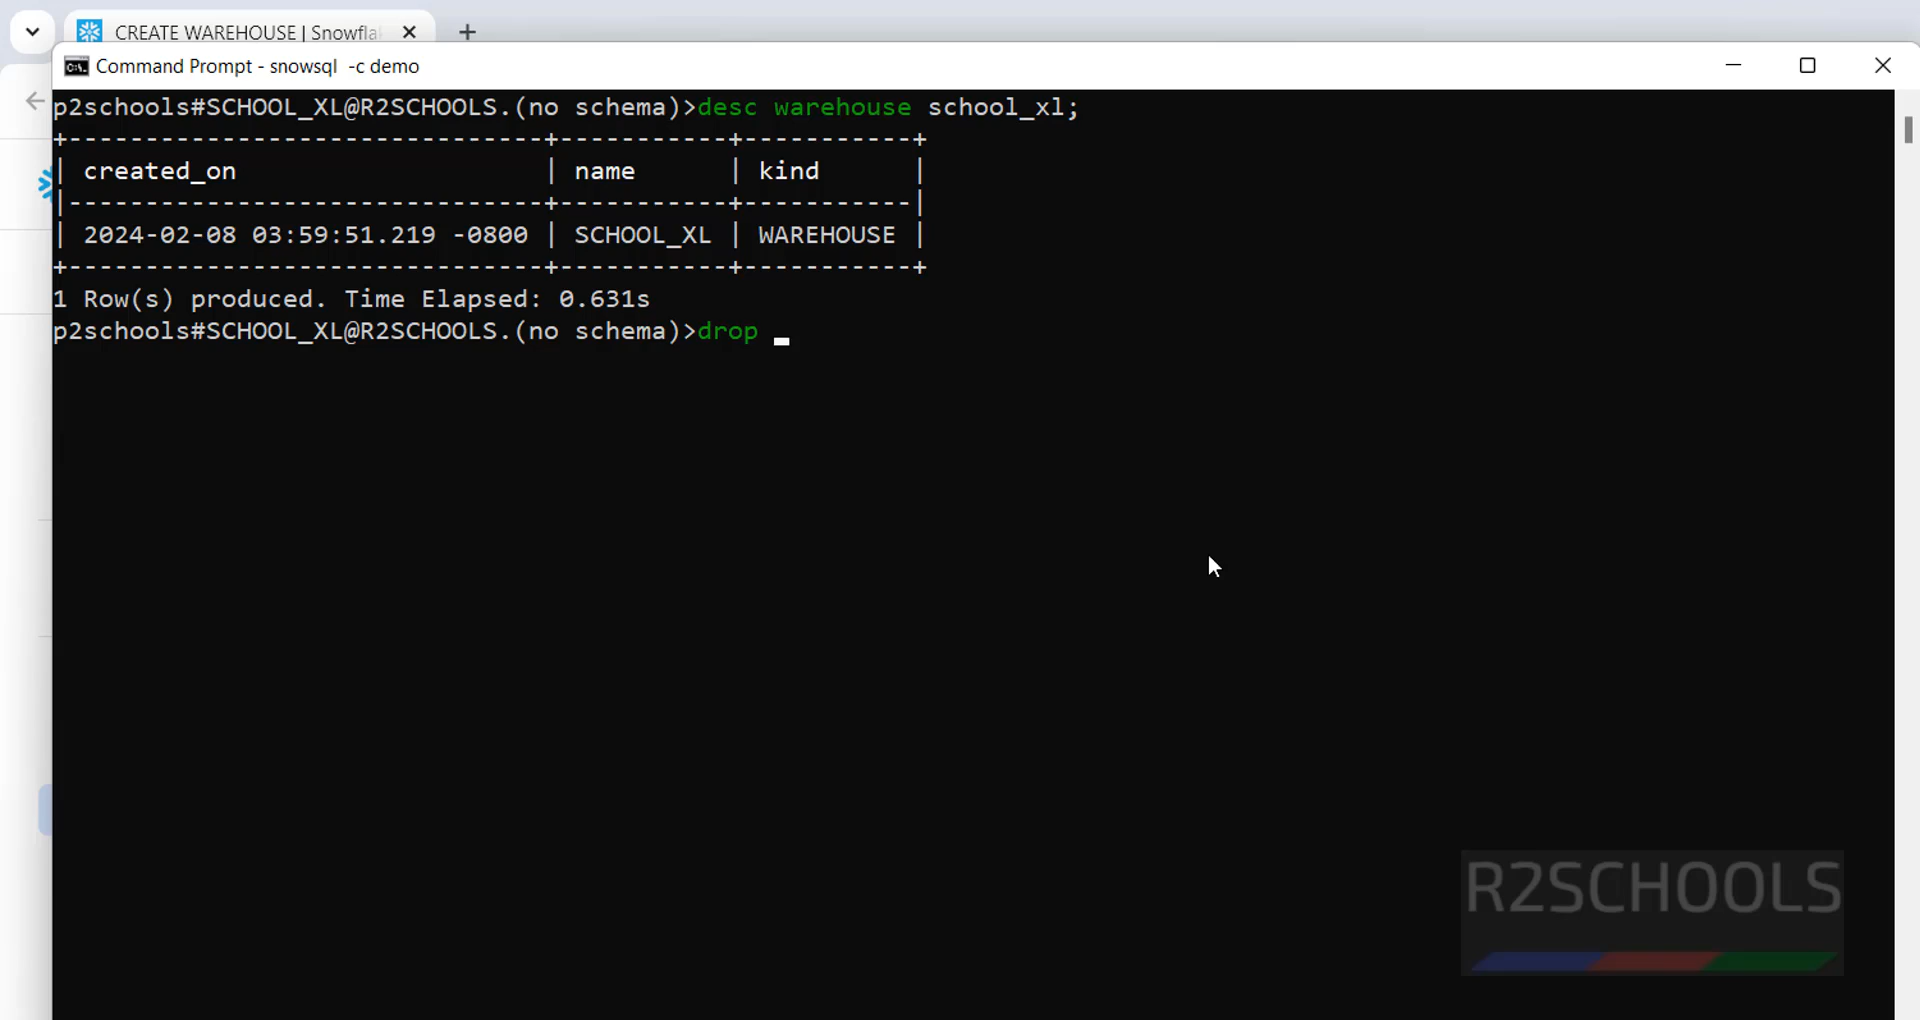 CREATE WAREHOUSE | Snowfla
Command Prompt - snowsql -c demo
p2schools#SCHOOL_XL@R2SCHOOLS.(no schema)>desc warehouse school_xl;
+-------------------------------+-----------+-----------+
| created_on                    | name      | kind      |
|-------------------------------+-----------+-----------|
| 2024-02-08 03:59:51.219 -0800 | SCHOOL_XL | WAREHOUSE |
+-------------------------------+-----------+-----------+
1 Row(s) produced. Time Elapsed: 0.631s
p2schools#SCHOOL_XL@R2SCHOOLS.(no schema)>drop
R2SCHOOLS